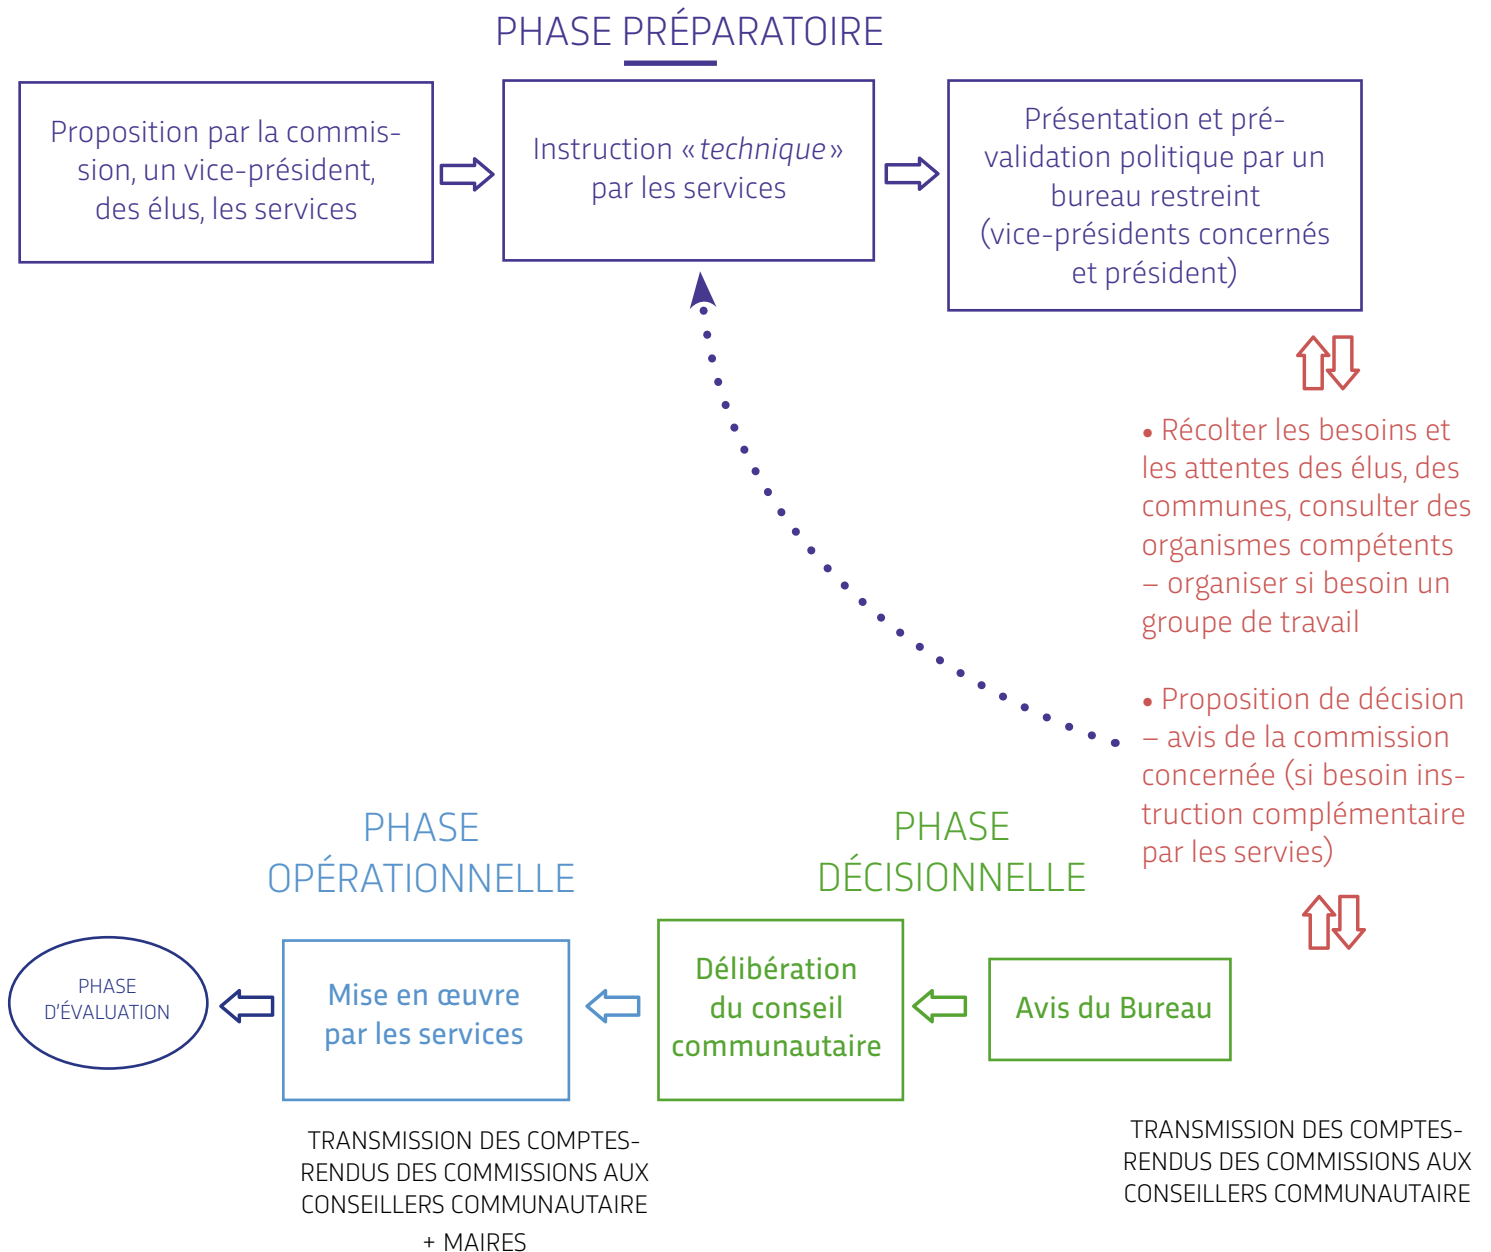 PHASE PRÉPARATOIRE
Proposition par la commis-
sion, un vice-président,
des élus, les services
Instruction «technique»
par les services
Présentation et pré-
validation politique par un
bureau restreint
(vice-présidents concernés
et président)
• Récolter les besoins et
les attentes des élus, des
communes, consulter des
organismes compétents
– organiser si besoin un
groupe de travail
• Proposition de décision
– avis de la commission
concernée (si besoin ins-
truction complémentaire
par les servies)
PHASE
DÉCISIONNELLE
Avis du Bureau
Délibération
du conseil
communautaire
PHASE
OPÉRATIONNELLE
Mise en œuvre
par les services
PHASE
D'ÉVALUATION
TRANSMISSION DES COMPTES-
RENDUS DES COMMISSIONS AUX
CONSEILLERS COMMUNAUTAIRE
+ MAIRES
TRANSMISSION DES COMPTES-
RENDUS DES COMMISSIONS AUX
CONSEILLERS COMMUNAUTAIRE